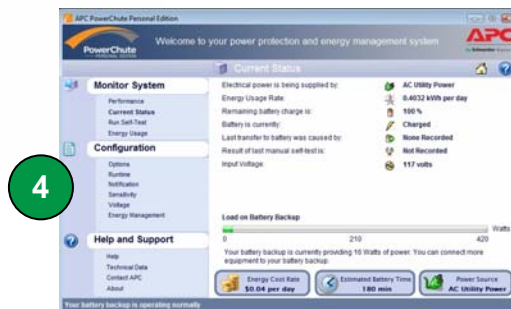 APC PowerChute Personal Edition
PowerChute
PERSONAL EDITION
Welcome to your power protection and energy management system
APC
by Schneider Electric
Current Status
Monitor System
Performance
Current Status
Run Self-Test
Energy Usage
Configuration
Options
Runtime
Notification
Sensitivity
Voltage
Energy Management
Help and Support
Help
Technical Data
Contact APC
About
Electrical power is being supplied by: AC Utility Power
Energy Usage Rate: 0.4032 kWh per day
Remaining battery charge is: 100 %
Battery is currently: Charged
Last transfer to battery was caused by: None Recorded
Result of last manual self-test is: Not Recorded
Input Voltage: 117 volts
4
Load on Battery Backup
Watts
0 210 420
Your battery backup is currently providing 16 Watts of power. You can connect more
equipment to your battery backup.
Energy Cost Rate
$0.04 per day
Estimated Battery Time
180 min
Power Source
AC Utility Power
Your battery backup is operating normally